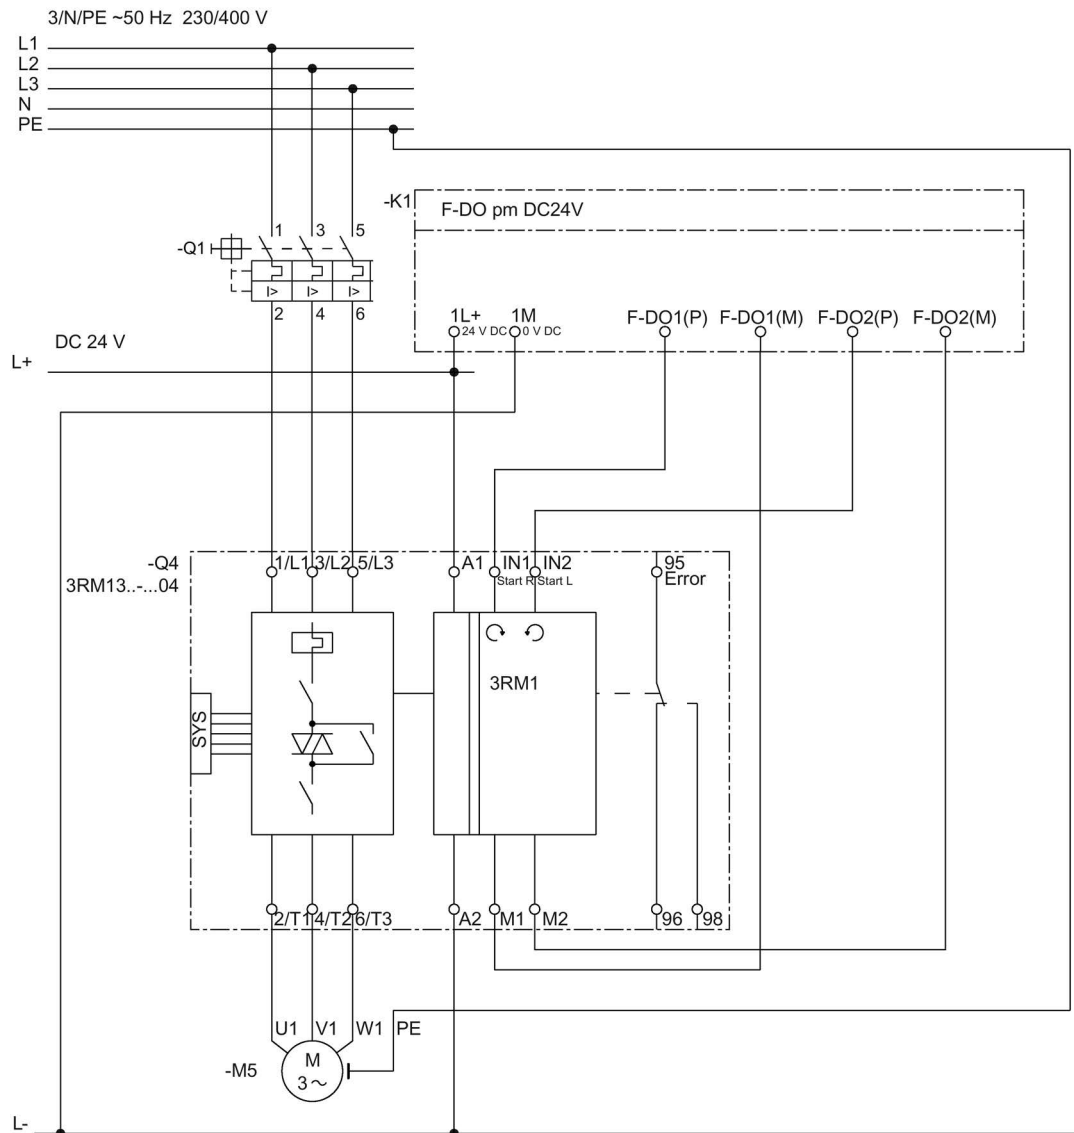 3/N/PE ~50 Hz 230/400 V
L1
L2
L3
N
PE
-K1
F-DO pm DC24V
1 3 5
-Q1
I> I> I>
2 4 6
1L+ 1M F-DO1(P) F-DO1(M) F-DO2(P) F-DO2(M)
24 V DC 0 V DC
DC 24 V
L+
-Q4
3RM13..-...04
1/L1 3/L2 5/L3 A1 IN1 IN2 95
Start R Start L Error
3RM1
SYS
2/T1 4/T2 6/T3 A2 M1 M2 96 98
U1 V1 W1 PE
-M5
M
3~
L-